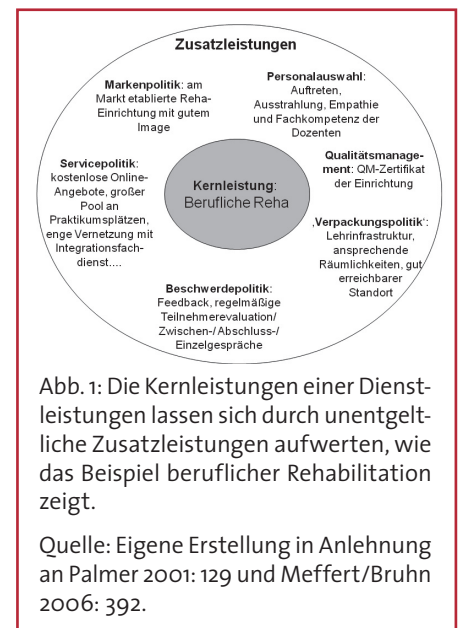 Zusatzleistungen
Markenpolitik: am
Markt etablierte Reha-
Einrichtung mit gutem
Image
Personalauswahl:
Auftreten,
Ausstrahlung, Empathie
und Fachkompetenz der
Dozenten
Servicepolitik:
kostenlose Online-
Angebote, großer
Pool an
Praktikumsplätzen,
enge Vernetzung mit
Integrationsfach-
dienst....
Kernleistung:
Berufliche Reha
Qualitätsmanage-
ment: QM-Zertifikat
der Einrichtung
‚Verpackungspolitik‘:
Lehrinfrastruktur,
ansprechende
Räumlichkeiten, gut
erreichbarer
Standort
Beschwerdepolitik:
Feedback, regelmäßige
Teilnehmerevaluation/
Zwischen-/ Abschluss-/
Einzelgespräche
Abb. 1: Die Kernleistungen einer Dienst-
leistungen lassen sich durch unentgelt-
liche Zusatzleistungen aufwerten, wie
das Beispiel beruflicher Rehabilitation
zeigt.
Quelle: Eigene Erstellung in Anlehnung
an Palmer 2001: 129 und Meffert/Bruhn
2006: 392.